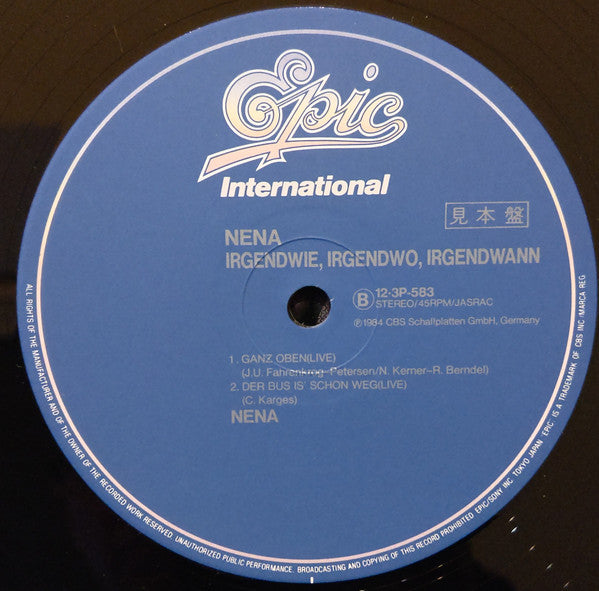 Epic
International
見本盤
NENA
IRGENDWIE, IRGENDWO, IRGENDWANN
B 12·3P-583
STEREO/45RPM/JASRAC
℗1984 CBS Schallplatten GmbH, Germany
1. GANZ OBEN(LIVE)
(J.U. Fahrenkrog-Petersen/N. Kerner-R. Berndel)
2. DER BUS IS' SCHON WEG(LIVE)
(C. Karges)
NENA
ALL RIGHTS OF THE MANUFACTURER AND OF THE OWNER OF THE RECORDED WORK RESERVED. UNAUTHORIZED PUBLIC PERFORMANCE, BROADCASTING AND COPYING OF THIS RECORD PROHIBITED. EPIC/SONY INC. TOKYO JAPAN "EPIC" IS A TRADEMARK OF CBS INC./MARCA REG